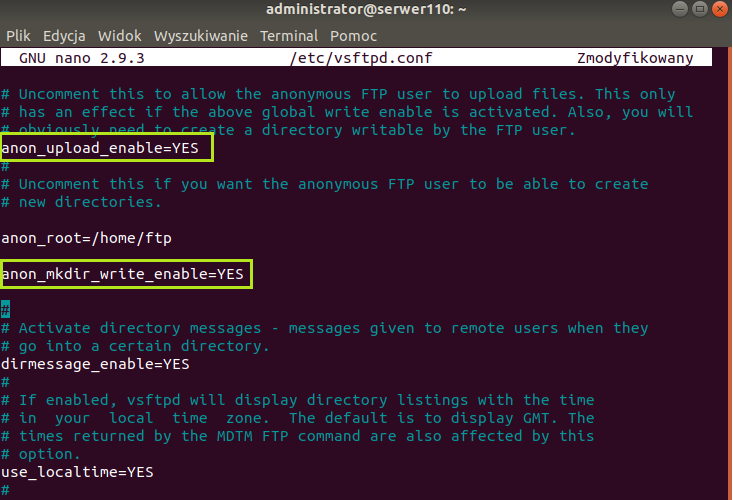 administrator@serwer110: ~
Plik Edycja Widok Wyszukiwanie Terminal Pomoc
GNU nano 2.9.3 /etc/vsftpd.conf Zmodyfikowany
# Uncomment this to allow the anonymous FTP user to upload files. This only
# has an effect if the above global write enable is activated. Also, you will
# obviously need to create a directory writable by the FTP user.
anon_upload_enable=YES
#
# Uncomment this if you want the anonymous FTP user to be able to create
# new directories.
anon_root=/home/ftp
anon_mkdir_write_enable=YES
#
# Activate directory messages - messages given to remote users when they
# go into a certain directory.
dirmessage_enable=YES
#
# If enabled, vsftpd will display directory listings with the time
# in  your  local  time  zone.  The default is to display GMT. The
# times returned by the MDTM FTP command are also affected by this
# option.
use_localtime=YES
#